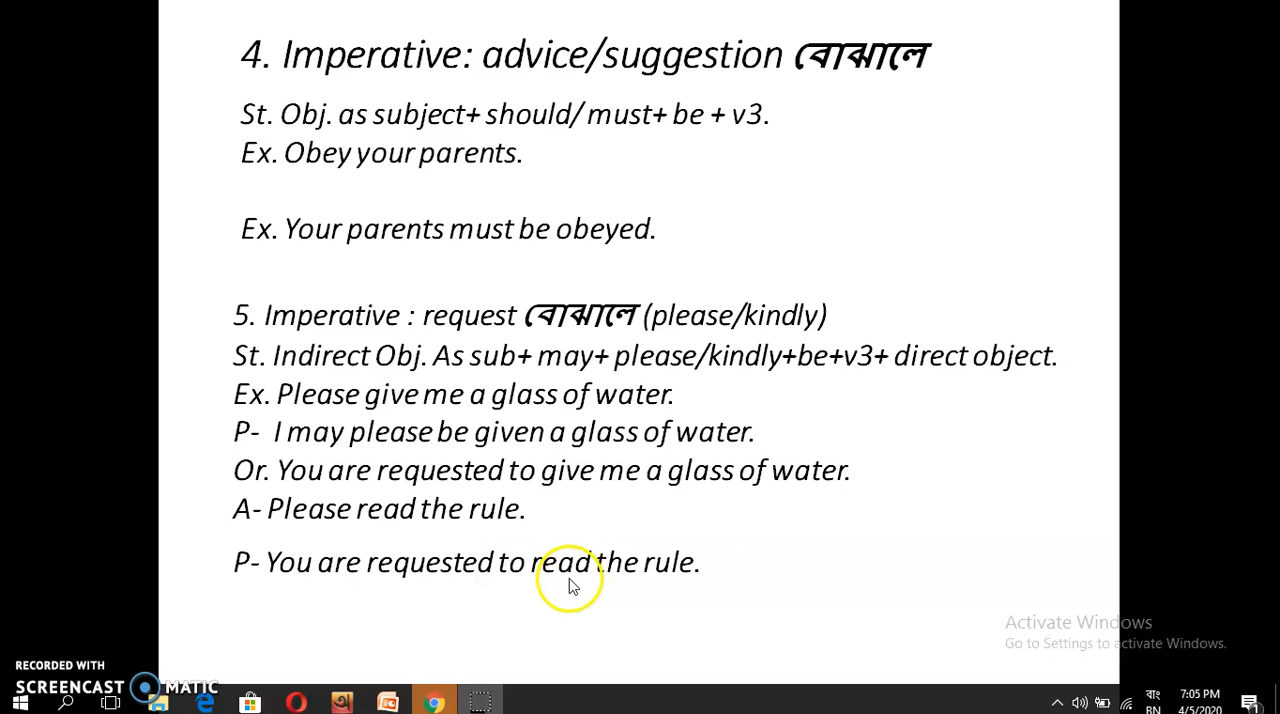 4. Imperative: advice/suggestion বোঝালে
St. Obj. as subject+ should/ must+ be + v3.
Ex. Obey your parents.
Ex. Your parents must be obeyed.
5. Imperative : request বোঝালে (please/kindly)
St. Indirect Obj. As sub+ may+ please/kindly+be+v3+ direct object.
Ex. Please give me a glass of water.
P- I may please be given a glass of water.
Or. You are requested to give me a glass of water.
A- Please read the rule.
P- You are requested to read the rule.
Activate Windows
Go to Settings to activate Windows.
RECORDED WITH
SCREENCAST MATIC
বাং 7:05 PM
BN 4/5/2020